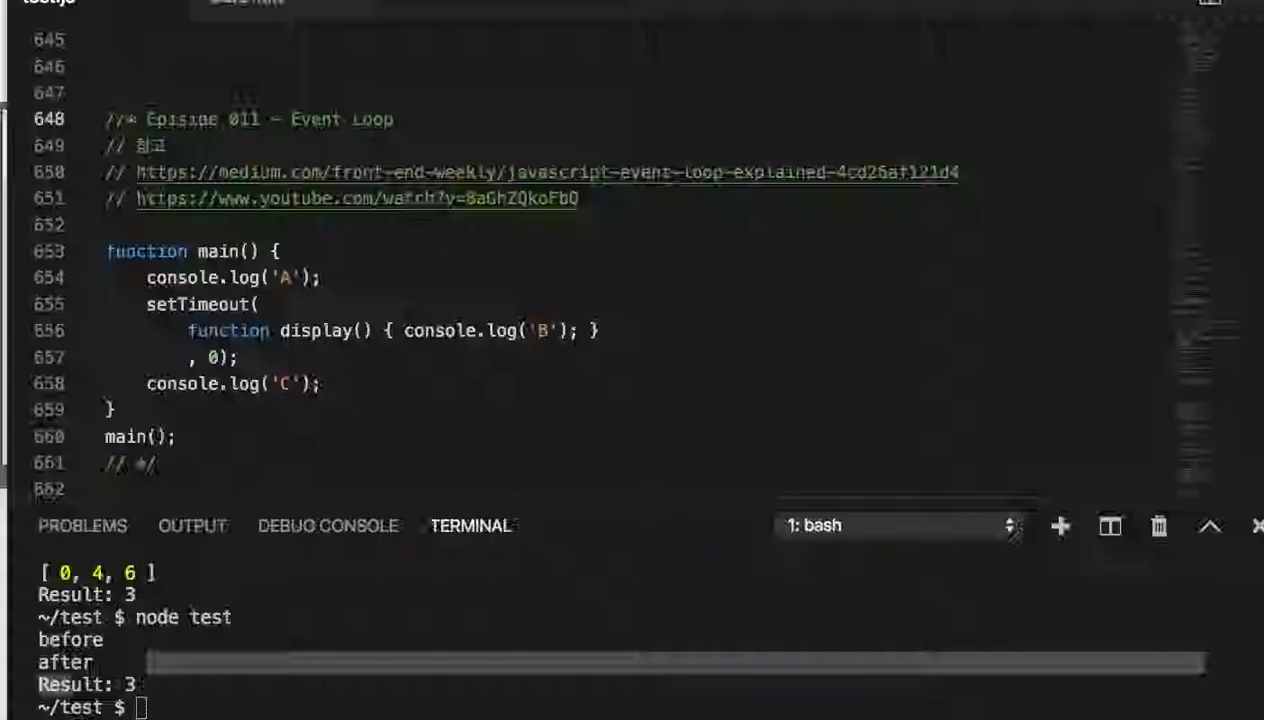 645
646
647
648 //* Episode 011 - Event Loop
649 // 참고
650 // https://medium.com/front-end-weekly/javascript-event-loop-explained-4cd26af121d4
651 // https://www.youtube.com/watch?v=8aGhZQkoFbQ
652
653 function main() {
654 console.log('A');
655 setTimeout(
656 function display() { console.log('B'); }
657 , 0);
658 console.log('C');
659 }
660 main();
661 // */
662
PROBLEMS OUTPUT DEBUG CONSOLE TERMINAL 1: bash
[ 0, 4, 6 ]
Result: 3
~/test $ node test
before
after
Result: 3
~/test $